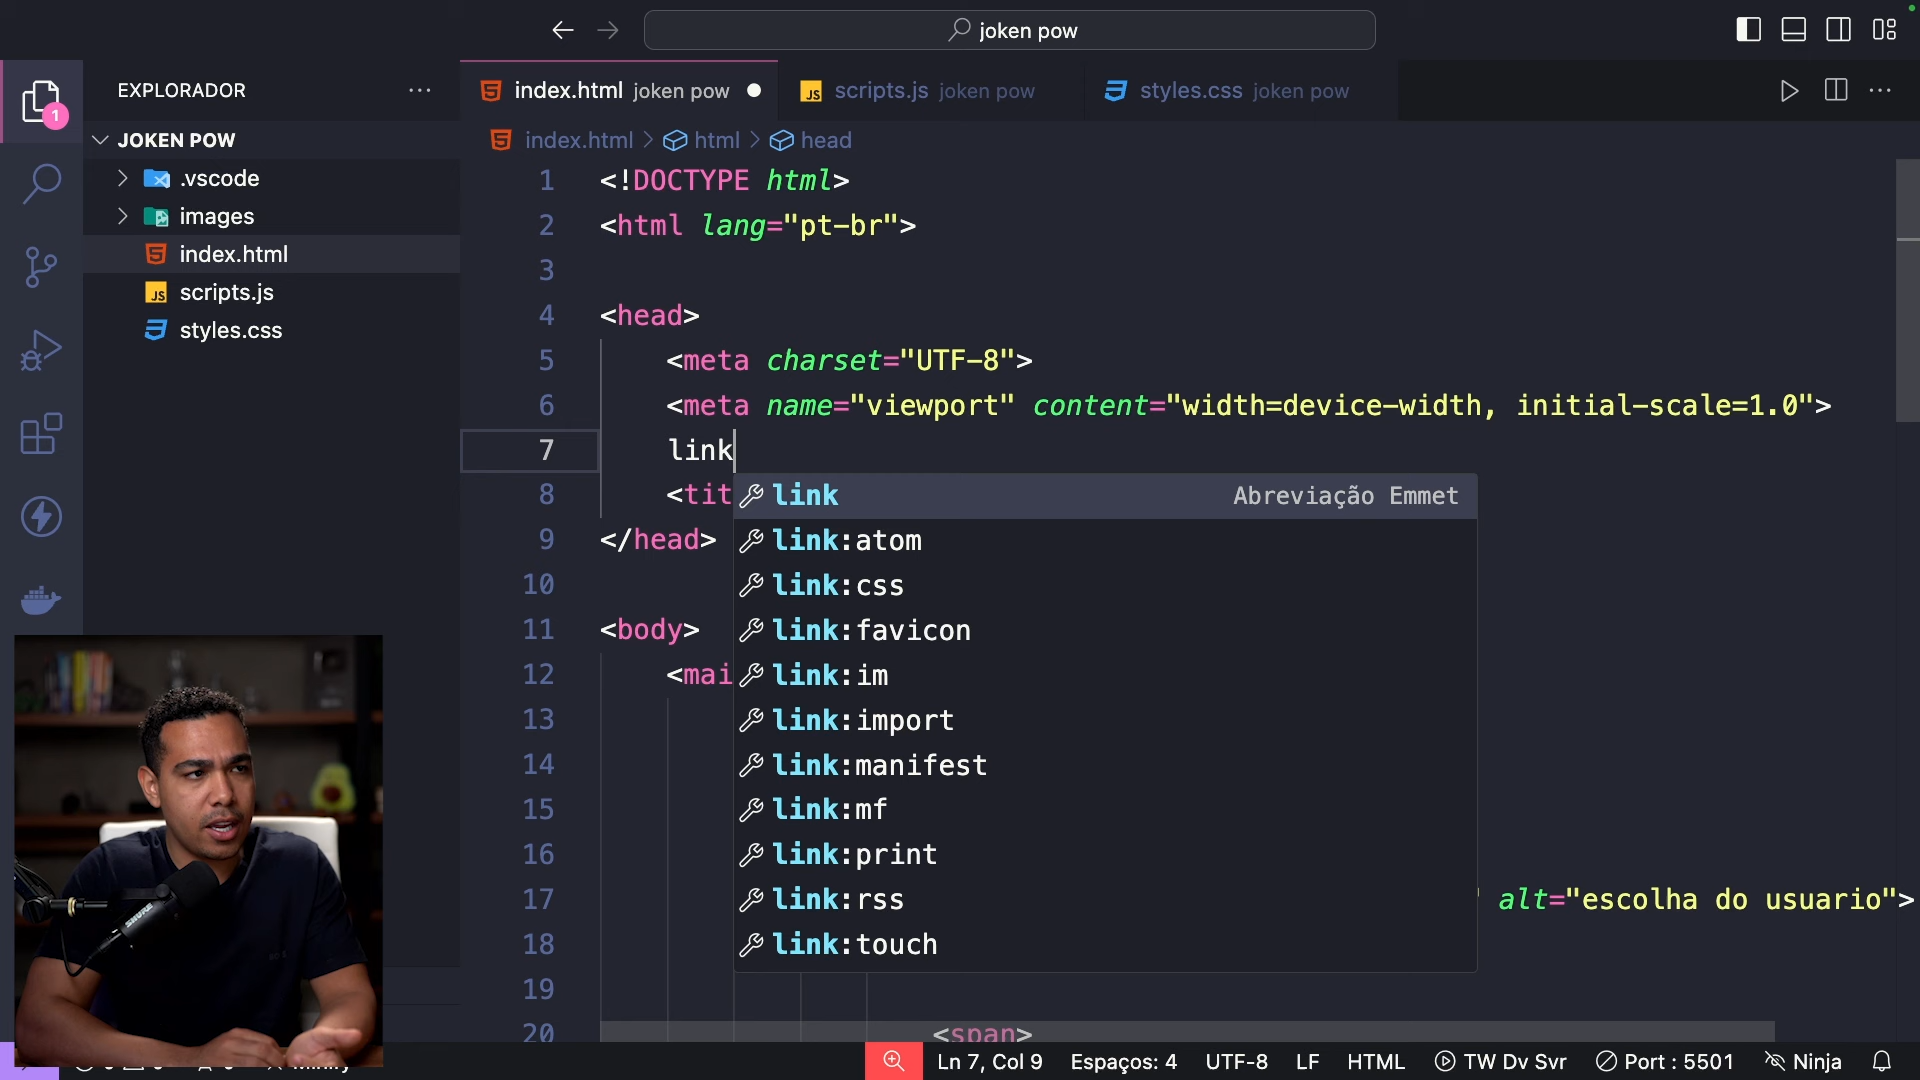 joken pow
EXPLORADOR
1
JOKEN POW
.vscode
images
index.html
scripts.js
styles.css
index.html joken pow
scripts.js joken pow
styles.css joken pow
index.html > html > head
1 <!DOCTYPE html>
2 <html lang="pt-br">
3
4 <head>
5 <meta charset="UTF-8">
6 <meta name="viewport" content="width=device-width, initial-scale=1.0">
7 link
8 <tit
9 </head>
10
11 <body>
12 <mai
13
14
15
16
17 alt="escolha do usuario">
18
19
20 <span>
link Abreviação Emmet
link:atom
link:css
link:favicon
link:im
link:import
link:manifest
link:mf
link:print
link:rss
link:touch
SHURE
Ln 7, Col 9 Espaços: 4 UTF-8 LF HTML TW Dv Svr Port : 5501 Ninja